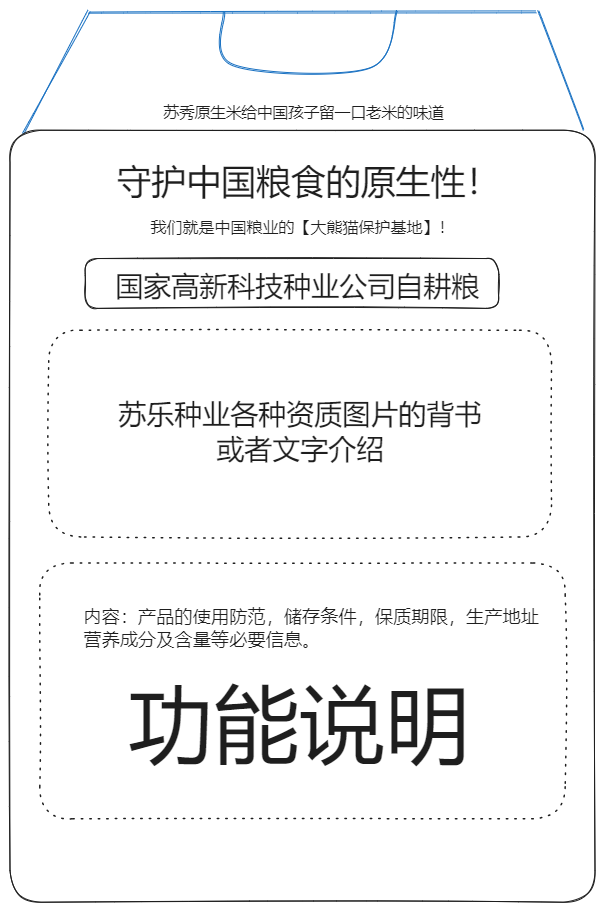 苏秀原生米给中国孩子留一口老米的味道
守护中国粮食的原生性！
我们就是中国粮业的【大熊猫保护基地】！
国家高新科技种业公司自耕粮
苏乐种业各种资质图片的背书
或者文字介绍
内容：产品的使用防范，储存条件，保质期限，生产地址
营养成分及含量等必要信息。
功能说明